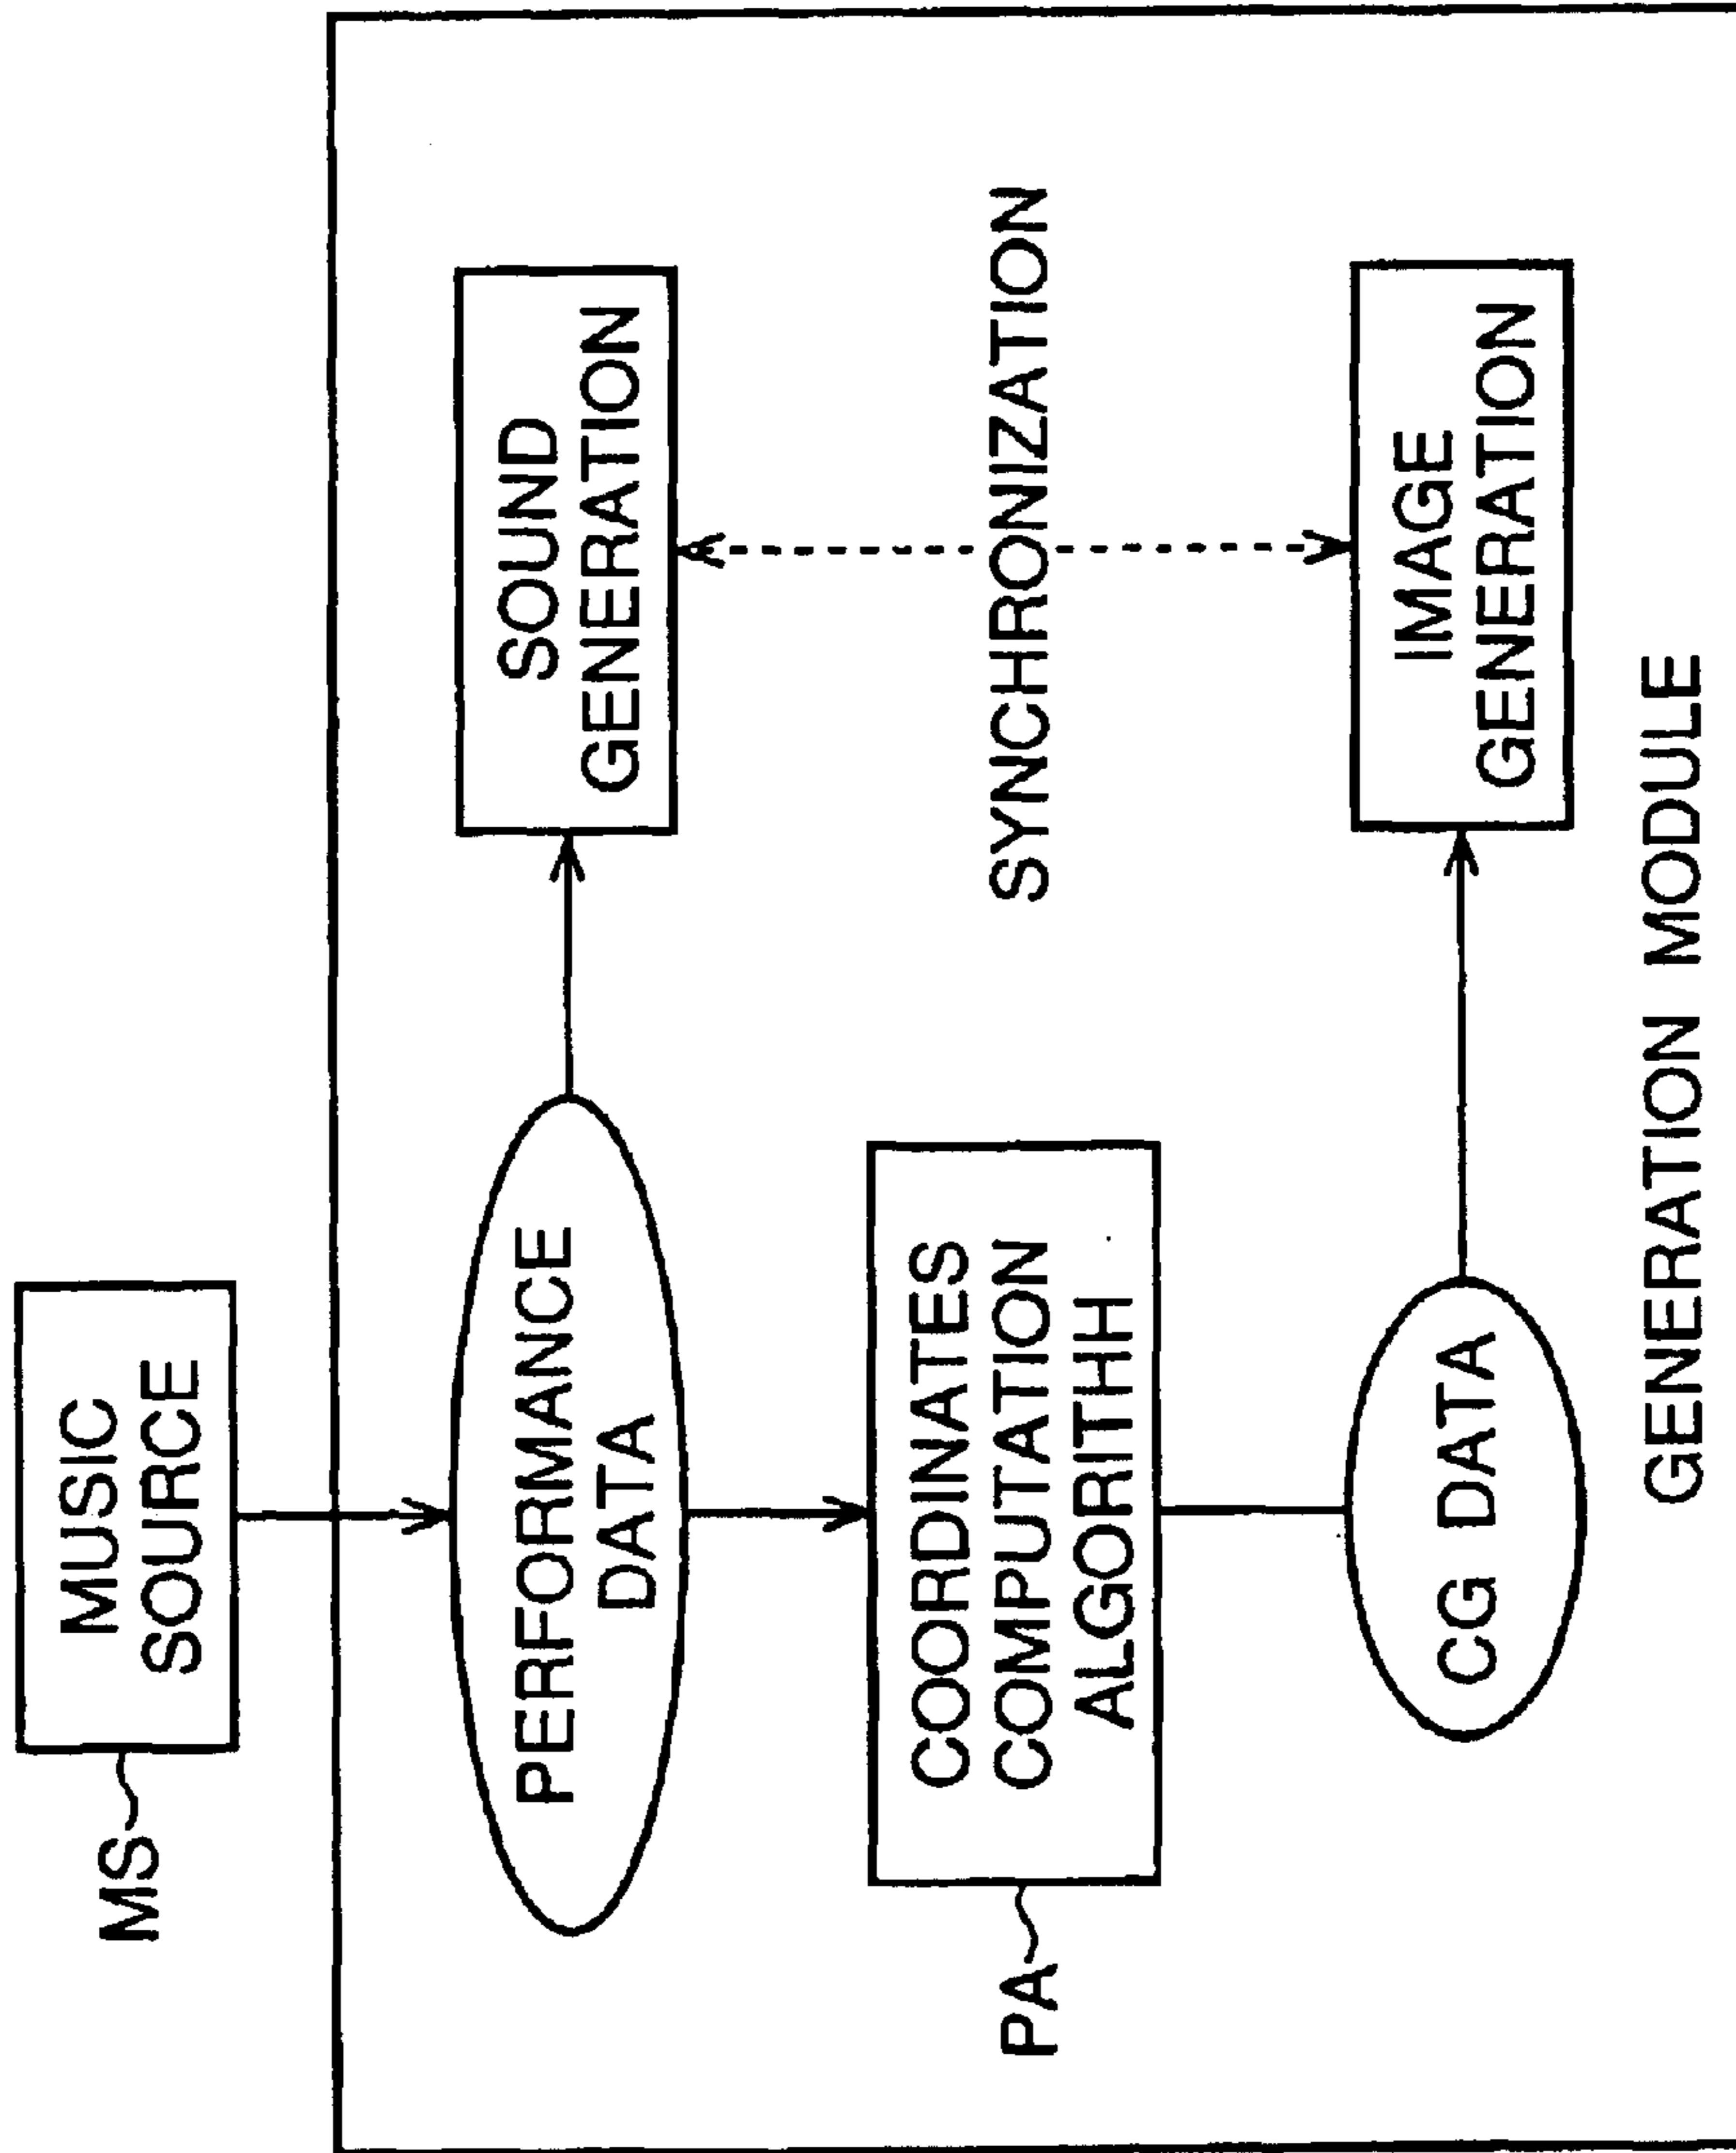 MS
MUSIC
SOURCE
PERFORMANCE
DATA
SOUND
GENERATION
PA
COORDINATES
COMPUTATION
ALGORITHH
SYNCHRONIZATION
CG DATA
IMAGE
GENERATION
GENERATION MODULE